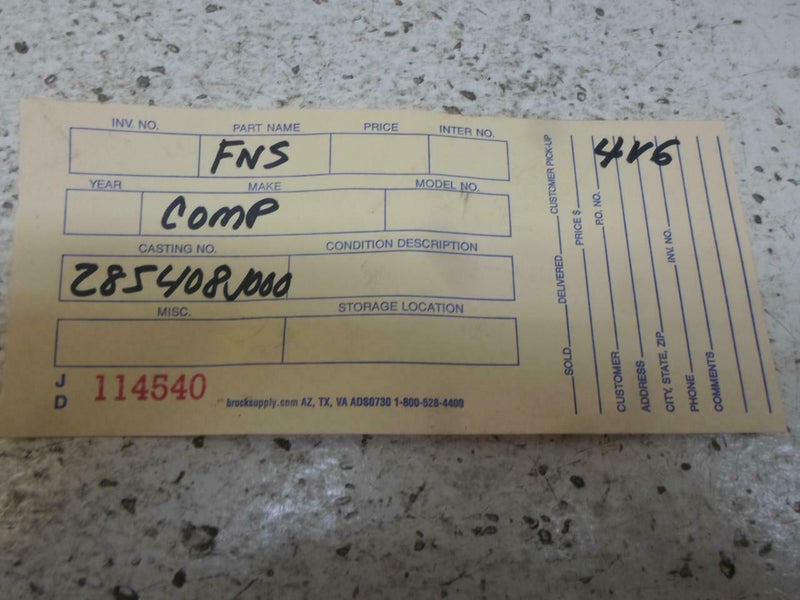 INV. NO. PART NAME PRICE INTER NO.
FNS
YEAR MAKE MODEL NO.
COMP
CASTING NO. CONDITION DESCRIPTION
285408J000
MISC. STORAGE LOCATION
JD 114540
brocksupply.com AZ, TX, VA ADS0730 1-800-528-4400
SOLD DELIVERED CUSTOMER PICK-UP
PRICE $
P.O. NO.
CUSTOMER
ADDRESS
CITY, STATE, ZIP INV. NO.
PHONE
COMMENTS